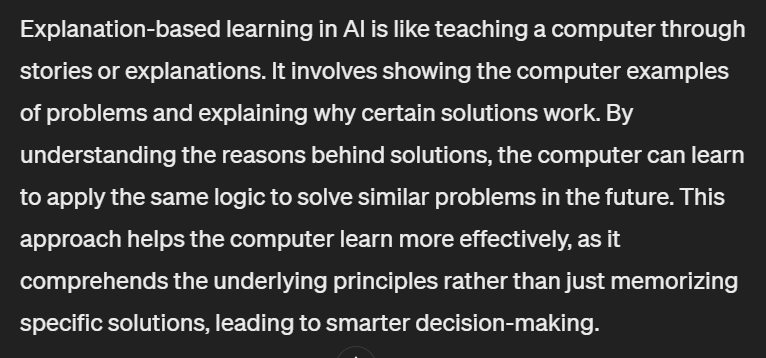 Explanation-based learning in AI is like teaching a computer through
stories or explanations. It involves showing the computer examples
of problems and explaining why certain solutions work. By
understanding the reasons behind solutions, the computer can learn
to apply the same logic to solve similar problems in the future. This
approach helps the computer learn more effectively, as it
comprehends the underlying principles rather than just memorizing
specific solutions, leading to smarter decision-making.